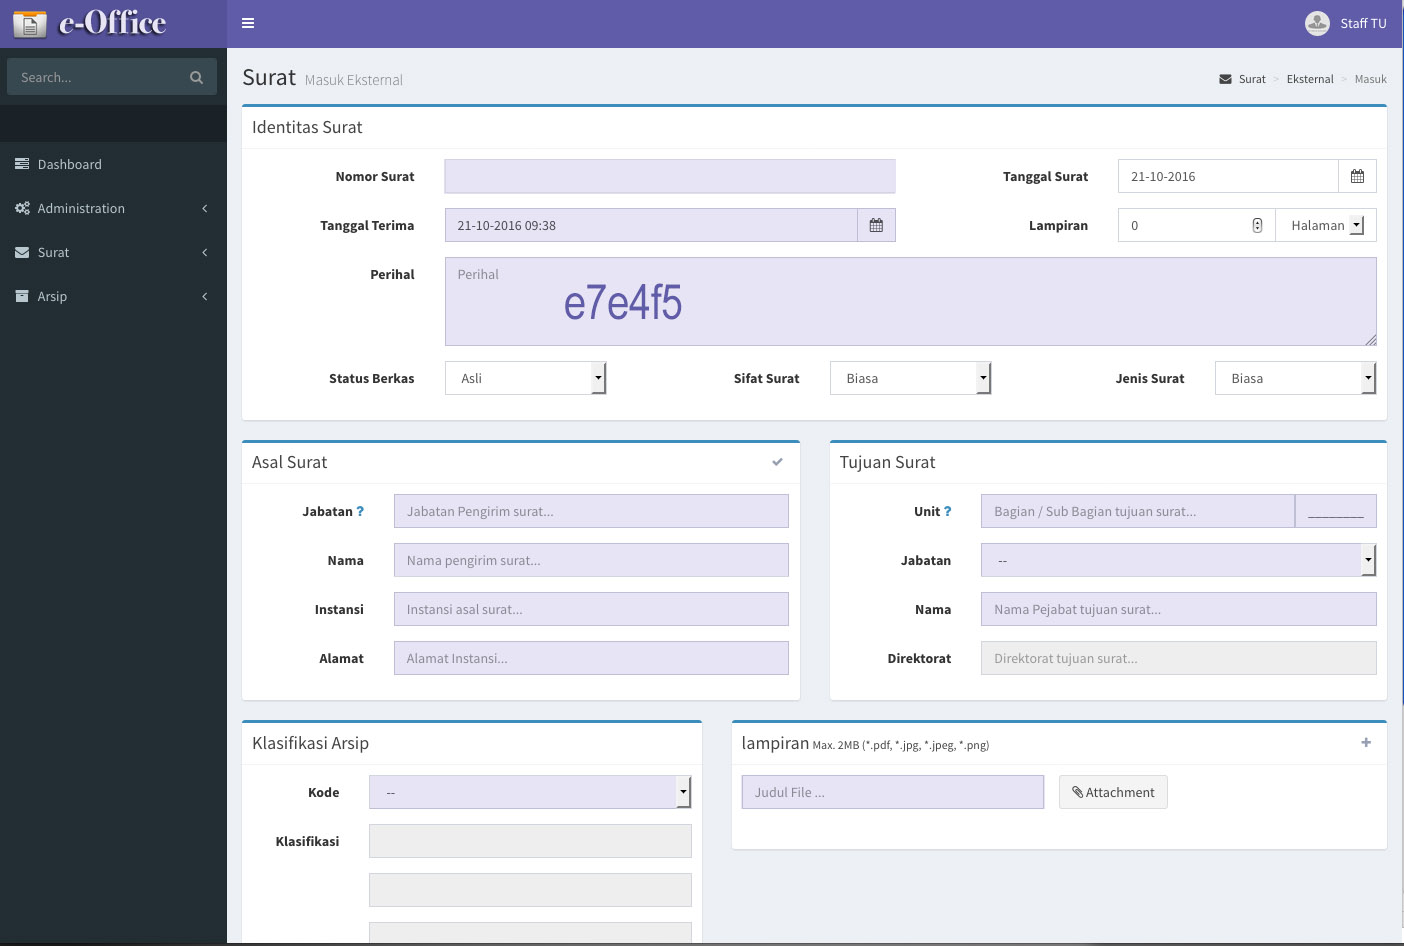 e-Office
Staff TU
Search...
Dashboard
Administration
Surat
Arsip
Surat Masuk Eksternal
Surat > Eksternal > Masuk
Identitas Surat
Nomor Surat
Tanggal Surat 21-10-2016
Tanggal Terima 21-10-2016 09:38
Lampiran 0 Halaman
Perihal Perihal
e7e4f5
Status Berkas Asli Sifat Surat Biasa Jenis Surat Biasa
Asal Surat
Jabatan ? Jabatan Pengirim surat...
Nama Nama pengirim surat...
Instansi Instansi asal surat...
Alamat Alamat Instansi...
Tujuan Surat
Unit ? Bagian / Sub Bagian tujuan surat... ________
Jabatan --
Nama Nama Pejabat tujuan surat...
Direktorat Direktorat tujuan surat...
Klasifikasi Arsip
Kode --
Klasifikasi
lampiran Max. 2MB (*.pdf, *.jpg, *.jpeg, *.png)
Judul File ... Attachment